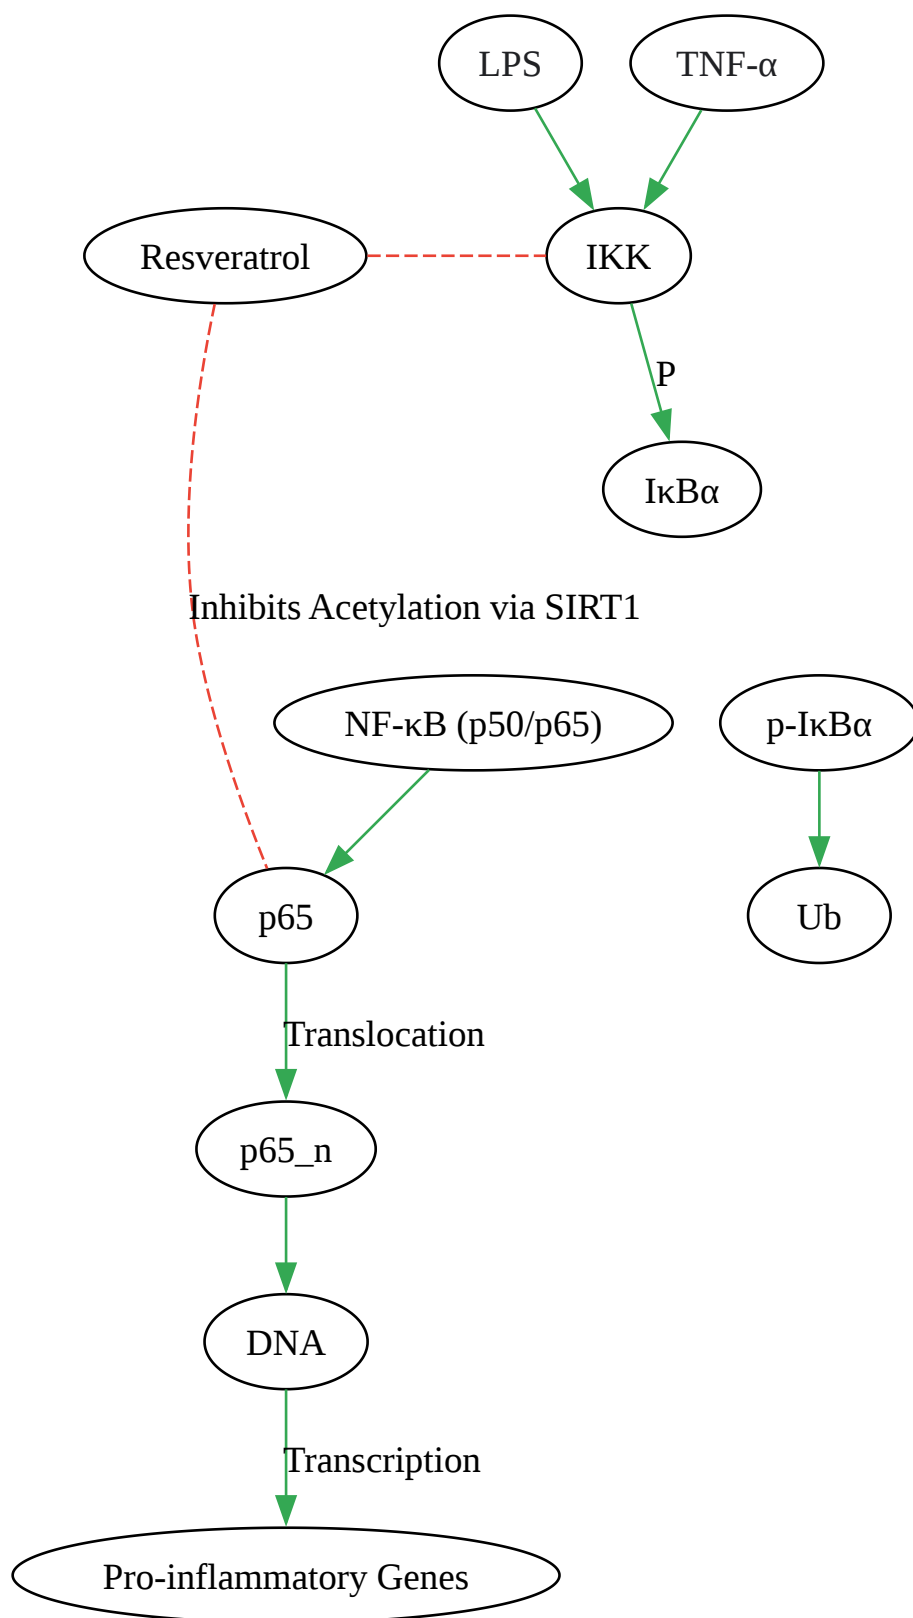 LPS
TNF-α
Resveratrol
IKK
P
IκBα
Inhibits Acetylation via SIRT1
NF-κB (p50/p65)
p-IκBα
p65
Ub
Translocation
p65_n
DNA
Transcription
Pro-inflammatory Genes